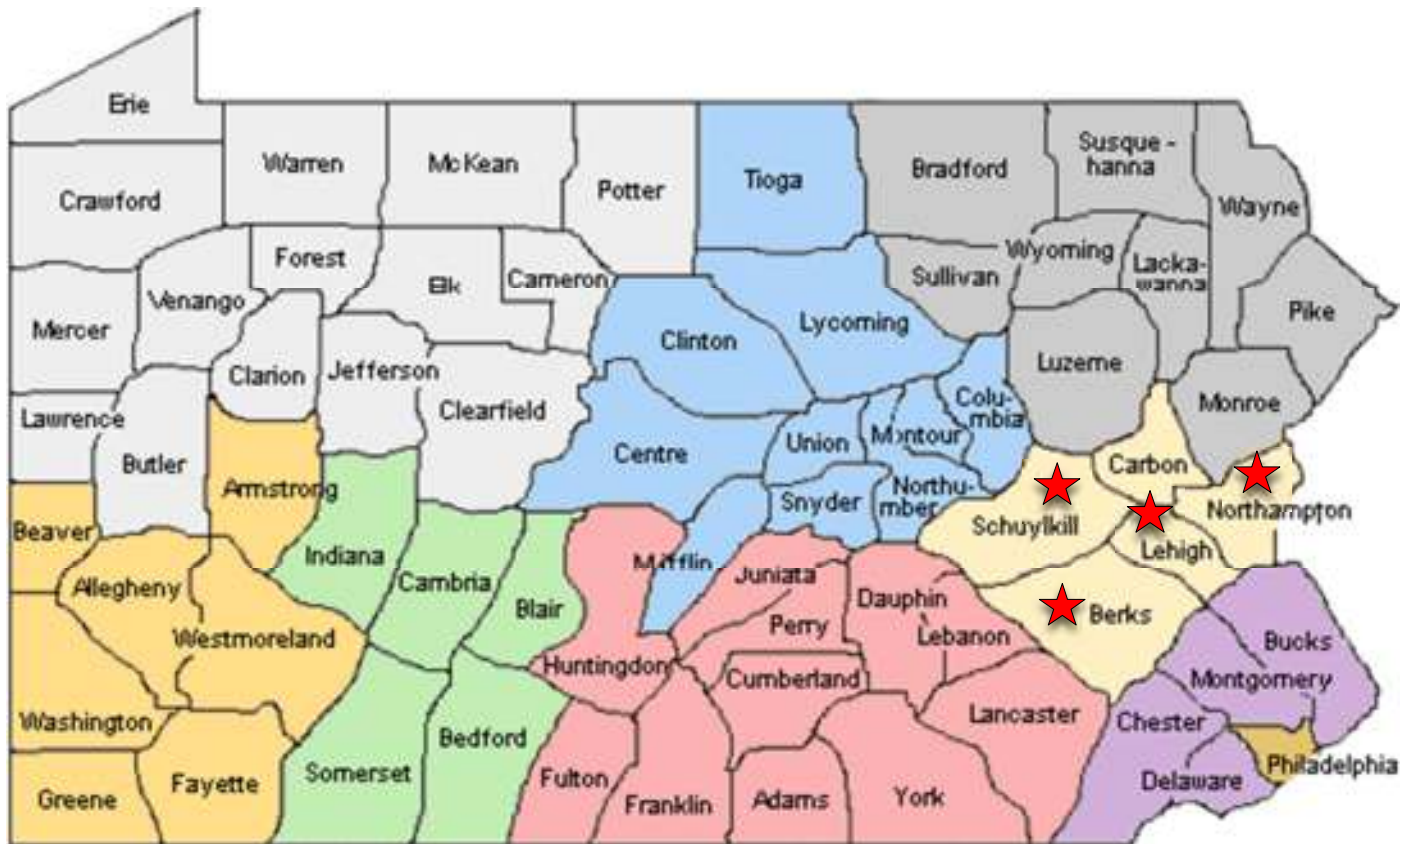 Erie
Warren
McKean
Potter
Tioga
Bradford
Susque -
hanna
Wayne
Crawford
Forest
Elk
Cameron
Wyoming
Lacka-
wanna
Sullivan
Pike
Venango
Mercer
Clinton
Lycoming
Luzerne
Clarion
Jefferson
Monroe
Lawrence
Clearfield
Colu-
mbia
Butler
Centre
Union
Montour
Carbon
Armstrong
Snyder
Northu-
mber
Northampton
Beaver
Schuylkill
Indiana
Lehigh
Mifflin
Juniata
Allegheny
Cambria
Blair
Dauphin
Berks
Westmoreland
Perry
Lebanon
Bucks
Huntingdon
Cumberland
Montgomery
Washington
Lancaster
Chester
Bedford
Philadelphia
Somerset
Fulton
Delaware
Greene
Fayette
Franklin
Adams
York